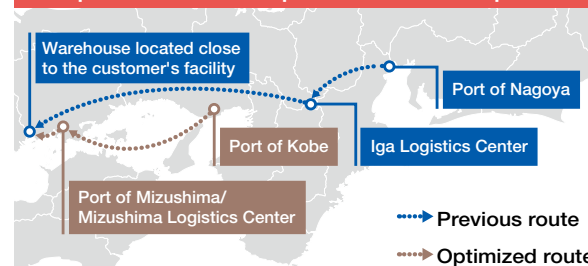 Warehouse located close
to the customer's facility
Port of Nagoya
Port of Kobe
Iga Logistics Center
Port of Mizushima/
Mizushima Logistics Center
Previous route
Optimized route